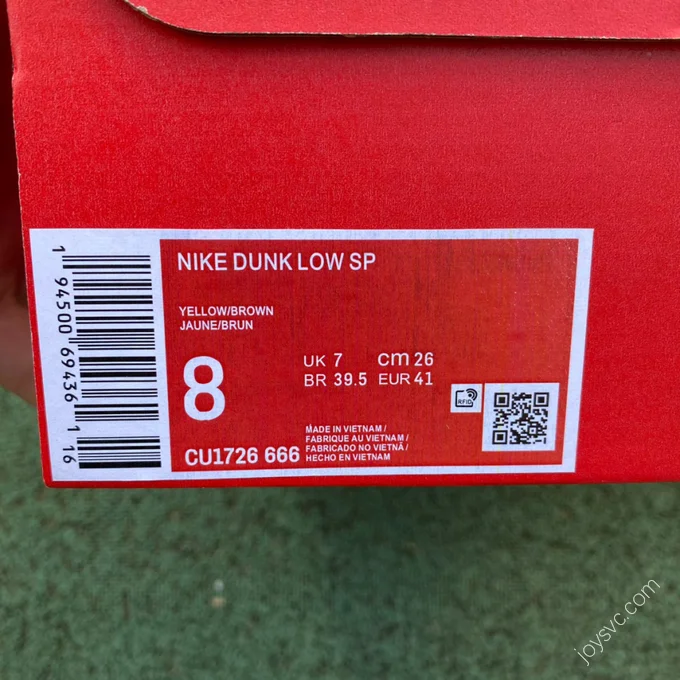 NIKE DUNK LOW SP
YELLOW/BROWN
JAUNE/BRUN
8
UK 7 cm 26
BR 39.5 EUR 41
RFID
CU1726 666
MADE IN VIETNAM /
FABRIQUE AU VIETNAM /
FABRICADO NO VIETNÃ /
HECHO EN VIETNAM
1 94500 69436 1 16
joysvc.com